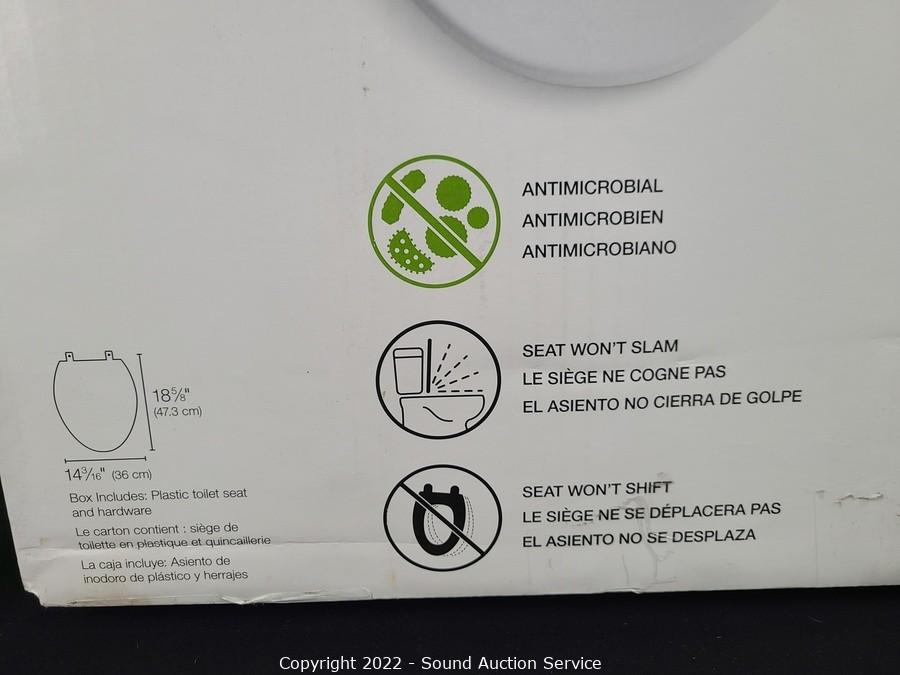 ANTIMICROBIAL
ANTIMICROBIEN
ANTIMICROBIANO
SEAT WON'T SLAM
LE SIÈGE NE COGNE PAS
EL ASIENTO NO CIERRA DE GOLPE
18⅝"
(47.3 cm)
14 3/16" (36 cm)
Box Includes: Plastic toilet seat
and hardware
Le carton contient : siège de
toilette en plastique et quincaillerie
La caja incluye: Asiento de
inodoro de plástico y herrajes
SEAT WON'T SHIFT
LE SIÈGE NE SE DÉPLACERA PAS
EL ASIENTO NO SE DESPLAZA
Copyright 2022 - Sound Auction Service